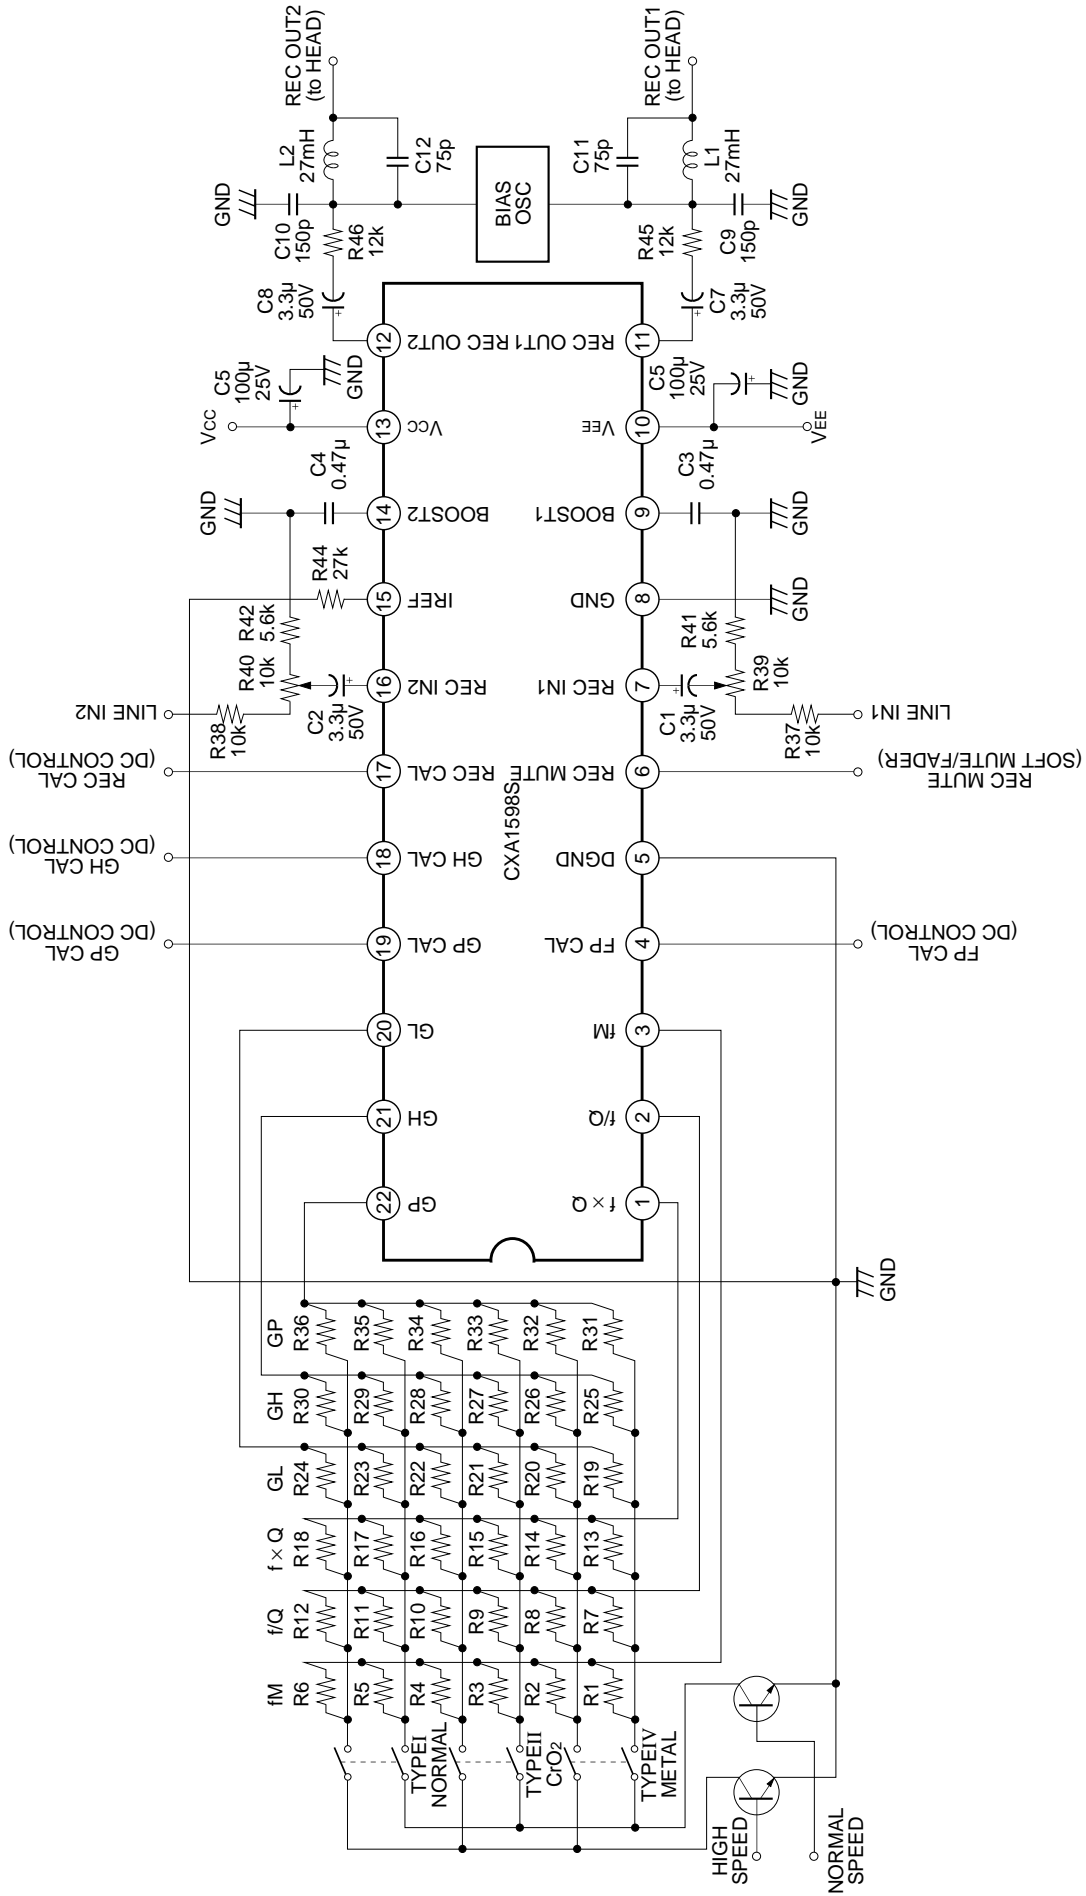 REC OUT2
(to HEAD)
REC OUT1
(to HEAD)
L2
27mH
C12
75p
C11
75p
L1
27mH
GND
C10
150p
R46
12k
BIAS
OSC
R45
12k
C9
150p
GND
C8
3.3µ
50V
C7
3.3µ
50V
12
REC OUT2
REC OUT1
11
C5
100µ
25V
GND
C5
100µ
25V
GND
VCC
13
VCC
VEE
10
VEE
C4
0.47µ
C3
0.47µ
GND
14
BOOST2
BOOST1
9
GND
R44
27k
15
IREF
GND
8
GND
R42
5.6k
R41
5.6k
R40
10k
R39
10k
16
REC IN2
REC IN1
7
LINE IN2
R38
10k
C2
3.3µ
50V
C1
3.3µ
50V
R37
10k
LINE IN1
REC CAL
(DC CONTROL)
17
REC CAL
REC MUTE
6
REC MUTE
(SOFT MUTE/FADER)
CXA1598S
GH CAL
(DC CONTROL)
18
GH CAL
DGND
5
GP CAL
(DC CONTROL)
19
GP CAL
FP CAL
4
FP CAL
(DC CONTROL)
20
GL
fM
3
21
GH
f/Q
2
22
GP
f × Q
1
GND
GP
R36
R35
R34
R33
R32
R31
GH
R30
R29
R28
R27
R26
R25
GL
R24
R23
R22
R21
R20
R19
f × Q
R18
R17
R16
R15
R14
R13
f/Q
R12
R11
R10
R9
R8
R7
fM
R6
R5
R4
R3
R2
R1
TYPEI
NORMAL
TYPEII
CrO2
TYPEIV
METAL
HIGH
SPEED
NORMAL
SPEED